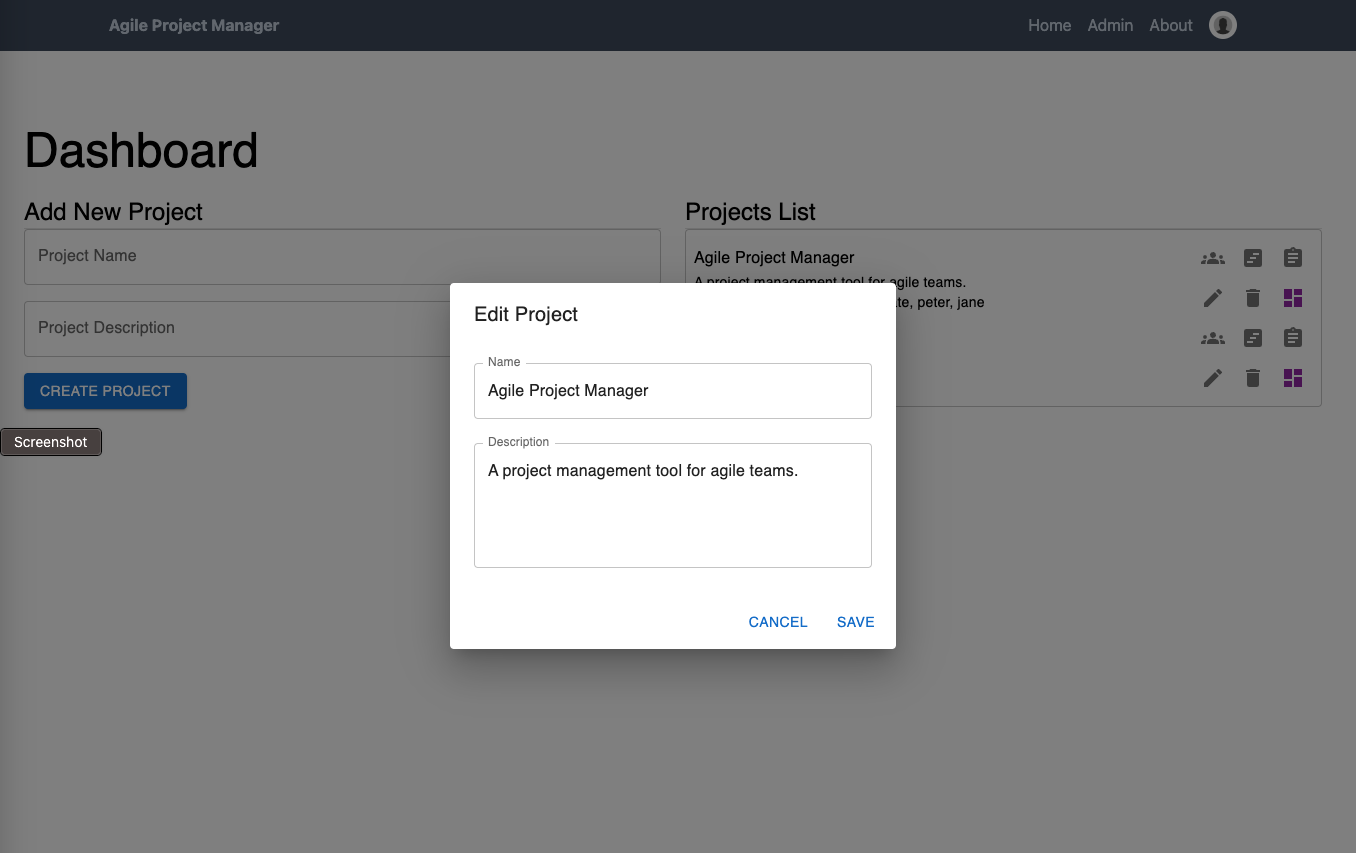 Agile Project Manager
Home Admin About
Dashboard
Add New Project
Project Name
Project Description
CREATE PROJECT
Screenshot
Projects List
Agile Project Manager
A project management tool for agile teams.
peter, jane
Edit Project
Name
Agile Project Manager
Description
A project management tool for agile teams.
CANCEL SAVE